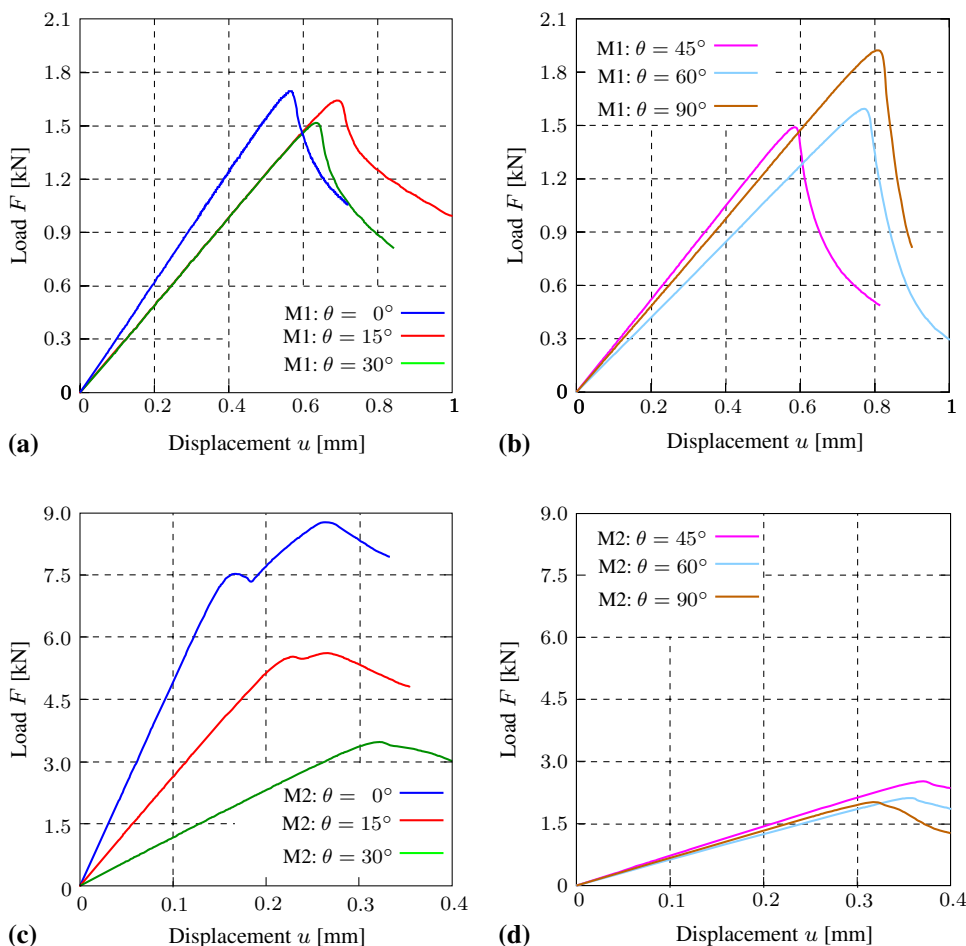 2.1
1.8
1.5
1.2
0.9
0.6
0.3
0
0
0.2
0.4
0.6
0.8
1
Load F [kN]
Displacement u [mm]
M1: θ = 0°
M1: θ = 15°
M1: θ = 30°
(a)
2.1
1.8
1.5
1.2
0.9
0.6
0.3
0
0
0.2
0.4
0.6
0.8
1
Load F [kN]
Displacement u [mm]
M1: θ = 45°
M1: θ = 60°
M1: θ = 90°
(b)
9.0
7.5
6.0
4.5
3.0
1.5
0
0
0.1
0.2
0.3
0.4
Load F [kN]
Displacement u [mm]
M2: θ = 0°
M2: θ = 15°
M2: θ = 30°
(c)
9.0
7.5
6.0
4.5
3.0
1.5
0
0
0.1
0.2
0.3
0.4
Load F [kN]
Displacement u [mm]
M2: θ = 45°
M2: θ = 60°
M2: θ = 90°
(d)